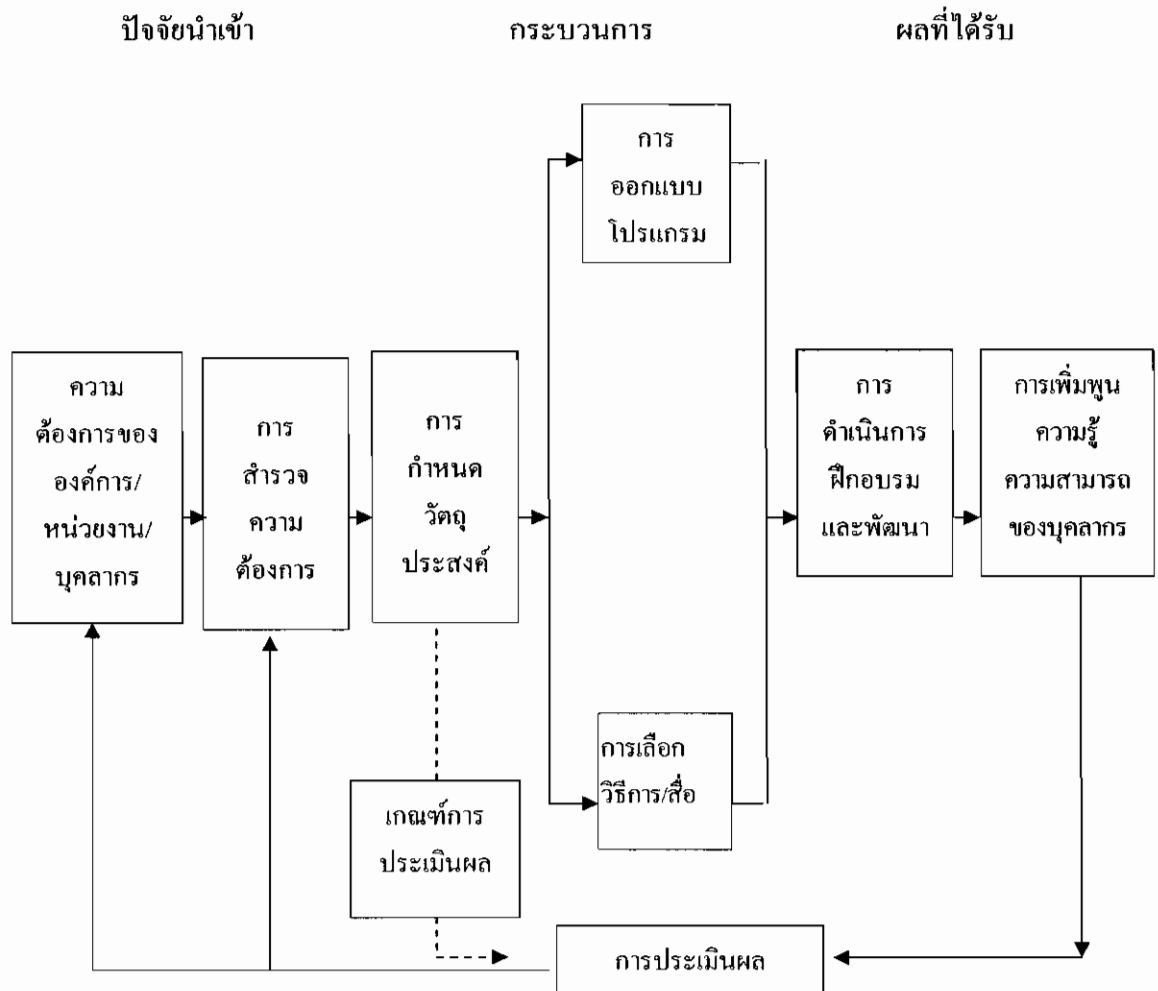 ปัจจัยนำเข้า
กระบวนการ
ผลที่ได้รับ
การ
ออกแบบ
โปรแกรม
ความ
ต้องการของ
องค์การ/
หน่วยงาน/
บุคลากร
การ
สำรวจ
ความ
ต้องการ
การ
กำหนด
วัตถุ
ประสงค์
การ
ดำเนินการ
ฝึกอบรม
และพัฒนา
การเพิ่มพูน
ความรู้
ความสามารถ
ของบุคลากร
การเลือก
วิธีการ/สื่อ
เกณฑ์การ
ประเมินผล
การประเมินผล